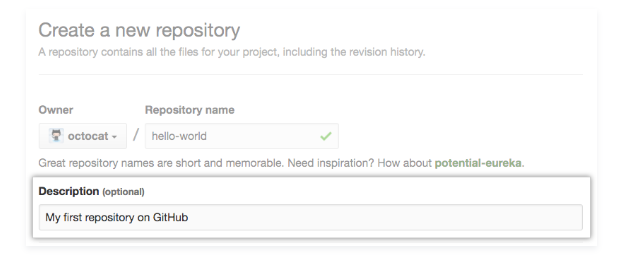 Create a new repository
A repository contains all the files for your project, including the revision history.
Owner Repository name
octocat / hello-world
Great repository names are short and memorable. Need inspiration? How about potential-eureka.
Description (optional)
My first repository on GitHub